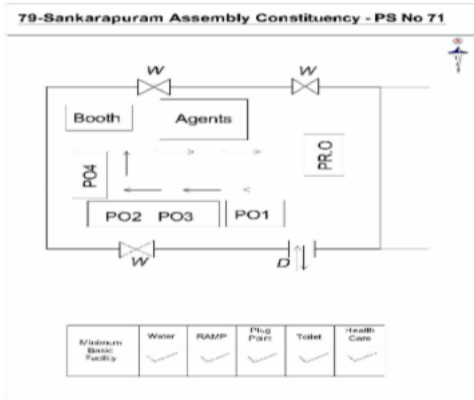 79-Sankarapuram Assembly Constituency - PS No 71
W W
Booth
Agents
PR.O
PO4
PO2 PO3
PO1
W
D
Minimum
Basic
Facility
Water
RAMP
Plug
Point
Toilet
Health
Care